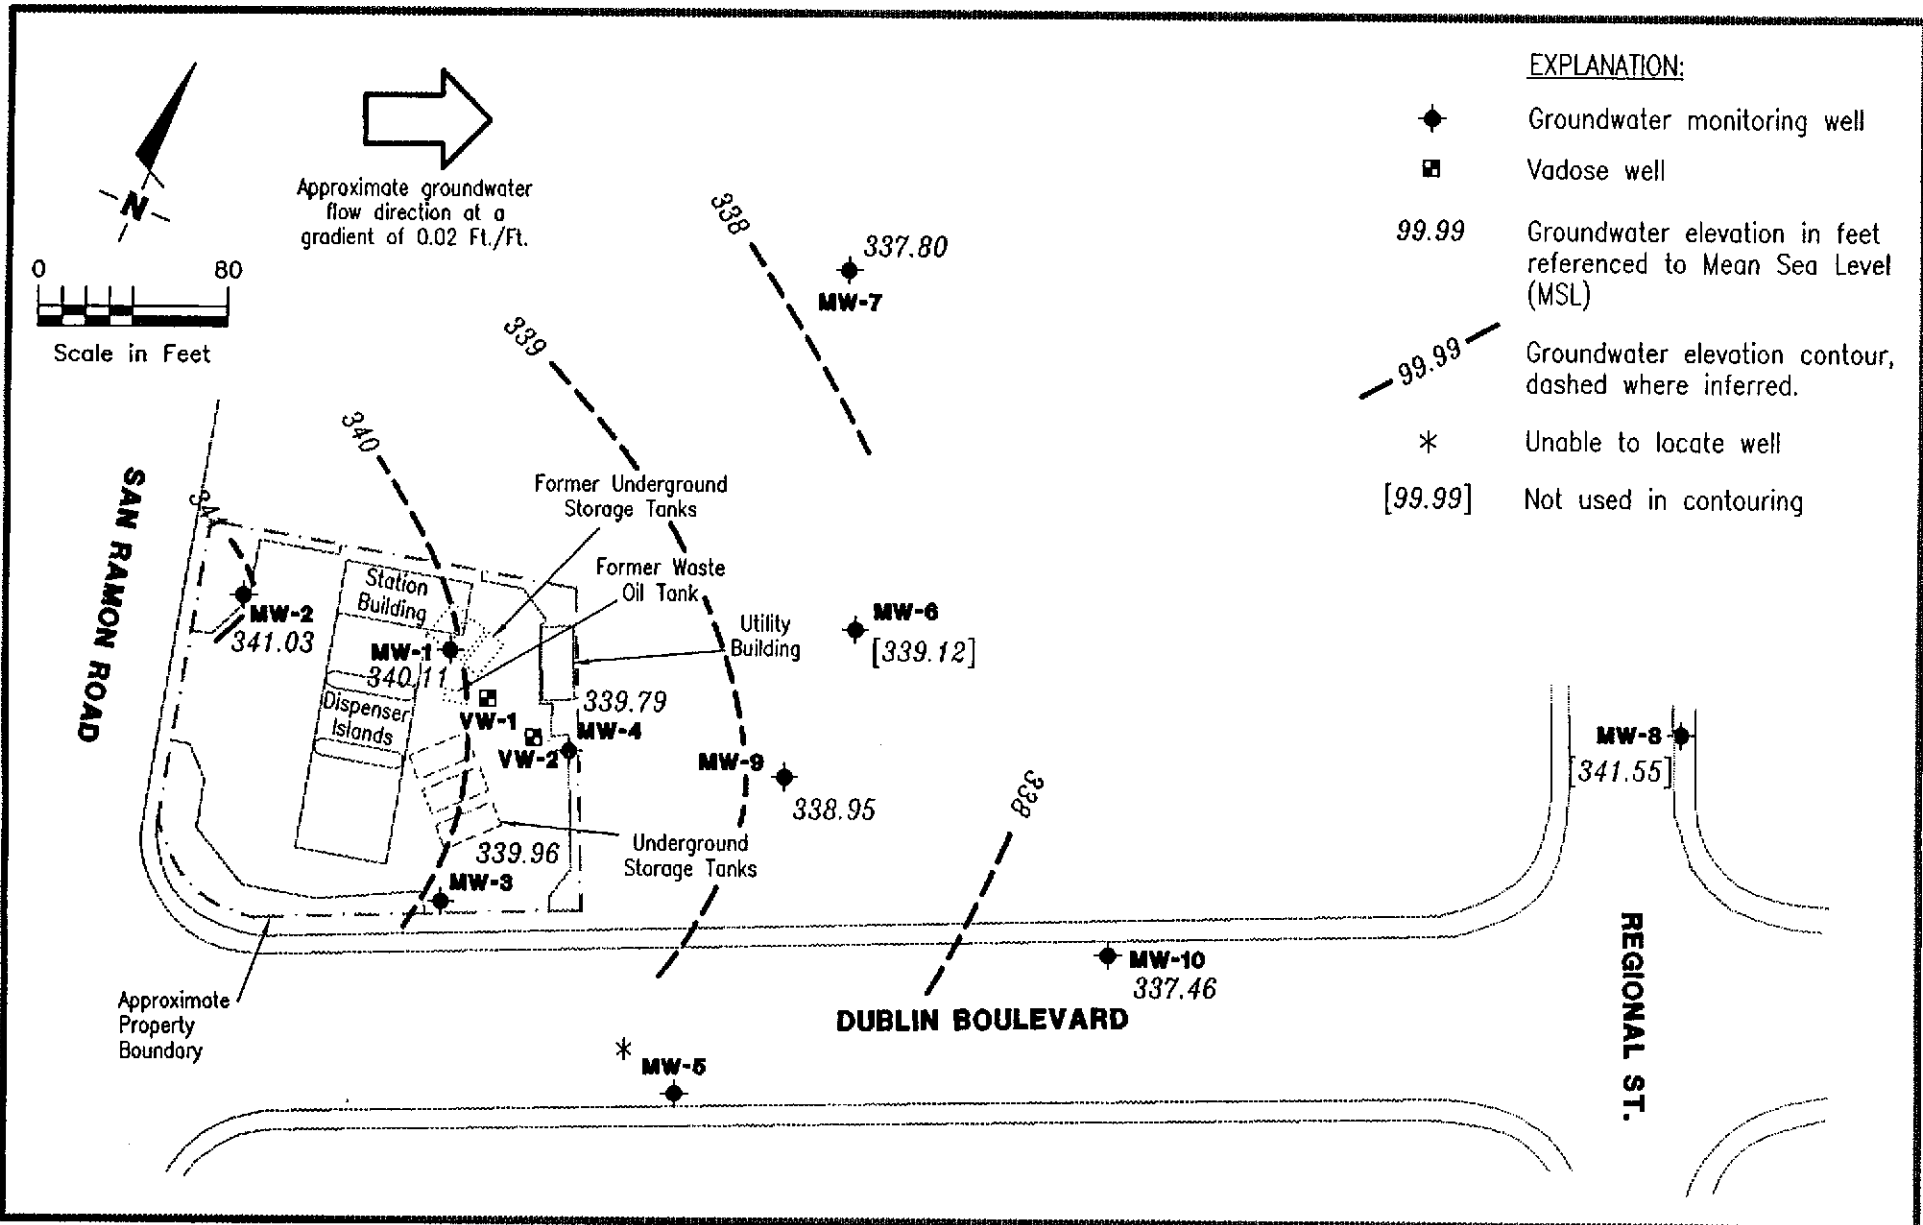 EXPLANATION:
Groundwater monitoring well
Vadose well
99.99
Groundwater elevation in feet
referenced to Mean Sea Level
(MSL)
99.99
Groundwater elevation contour,
dashed where inferred.
*
Unable to locate well
[99.99]
Not used in contouring
N
Approximate groundwater
flow direction at a
gradient of 0.02 Ft./Ft.
0 80
Scale in Feet
338
337.80
MW-7
339
340
Former Underground
Storage Tanks
Former Waste
Oil Tank
SAN RAMON ROAD
Station
Building
MW-2
341.03
MW-1
340.11
Utility
Building
MW-6
[339.12]
339.79
Dispenser
Islands
VW-1
VW-2
MW-4
MW-9
338.95
MW-8
[341.55]
338
339.96
MW-3
Underground
Storage Tanks
Approximate
Property
Boundary
MW-10
337.46
DUBLIN BOULEVARD
REGIONAL ST.
*
MW-5